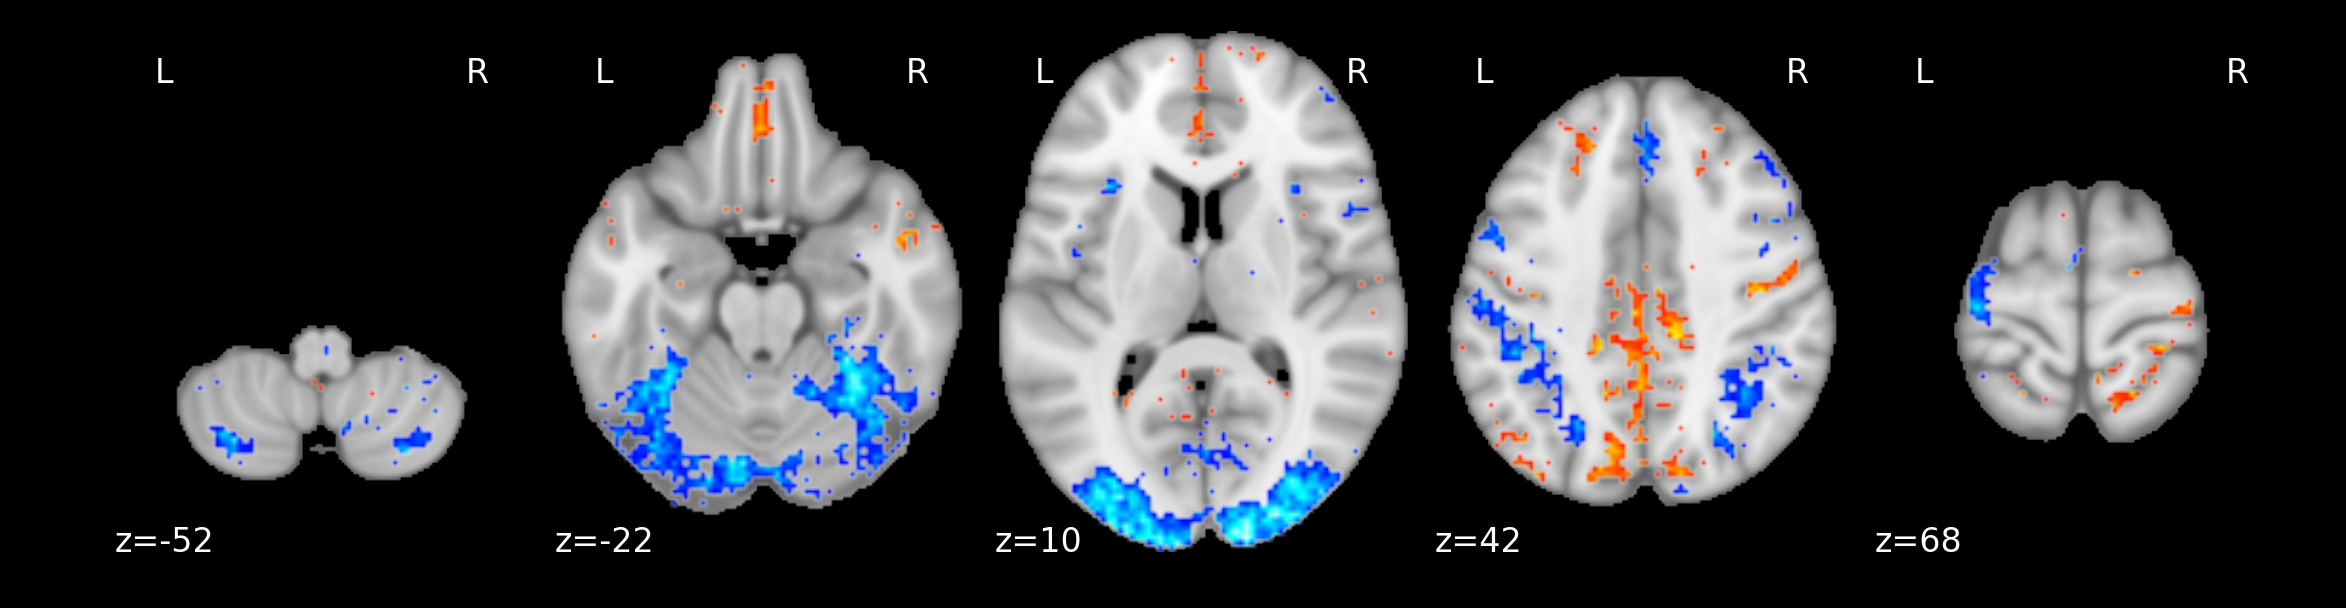 L R L R L R L R L R
z=-52 z=-22 z=10 z=42 z=68